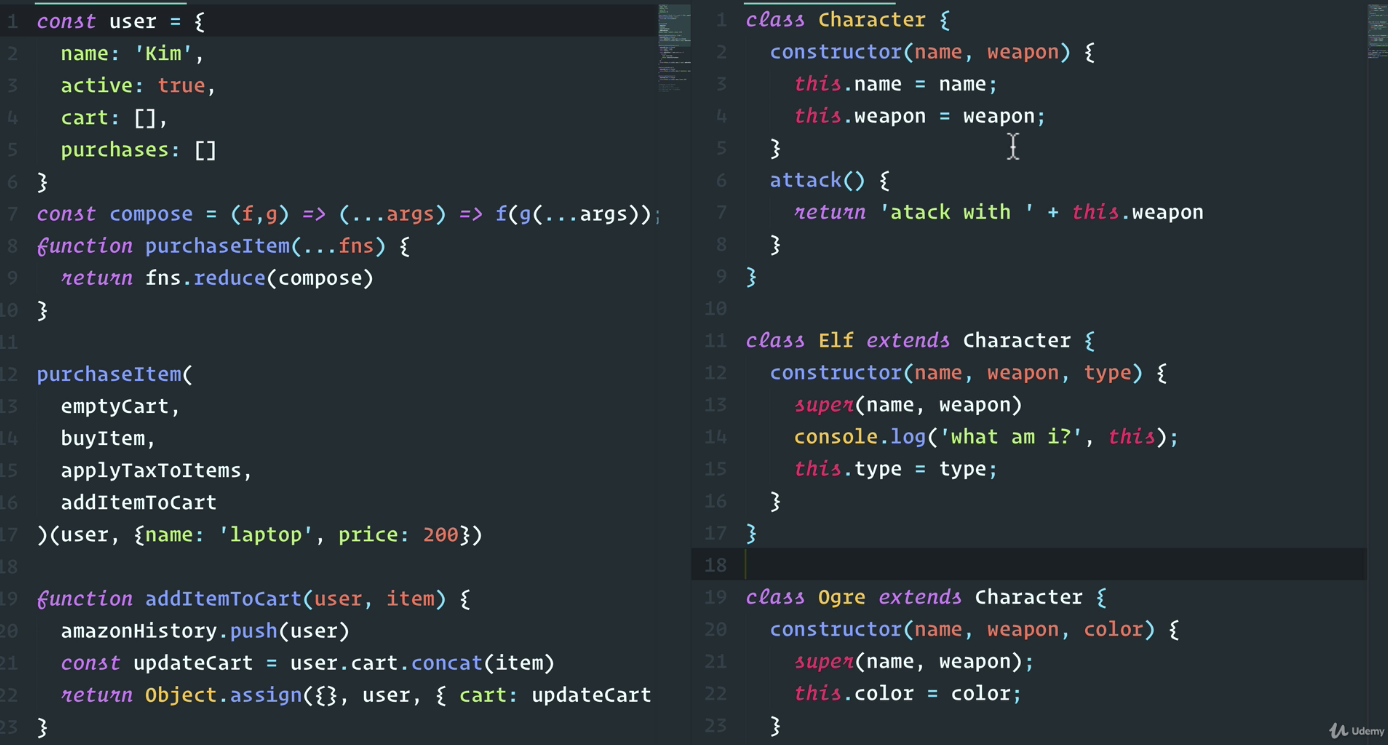 1 const user = {
2 name: 'Kim',
3 active: true,
4 cart: [],
5 purchases: []
6 }
7 const compose = (f,g) => (...args) => f(g(...args));
8 function purchaseItem(...fns) {
9 return fns.reduce(compose)
10 }
11
12 purchaseItem(
13 emptyCart,
14 buyItem,
15 applyTaxToItems,
16 addItemToCart
17 )(user, {name: 'laptop', price: 200})
18
19 function addItemToCart(user, item) {
20 amazonHistory.push(user)
21 const updateCart = user.cart.concat(item)
22 return Object.assign({}, user, { cart: updateCart
23 }
1 class Character {
2 constructor(name, weapon) {
3 this.name = name;
4 this.weapon = weapon;
5 }
6 attack() {
7 return 'atack with ' + this.weapon
8 }
9 }
10
11 class Elf extends Character {
12 constructor(name, weapon, type) {
13 super(name, weapon)
14 console.log('what am i?', this);
15 this.type = type;
16 }
17 }
18
19 class Ogre extends Character {
20 constructor(name, weapon, color) {
21 super(name, weapon);
22 this.color = color;
23 }
Udemy